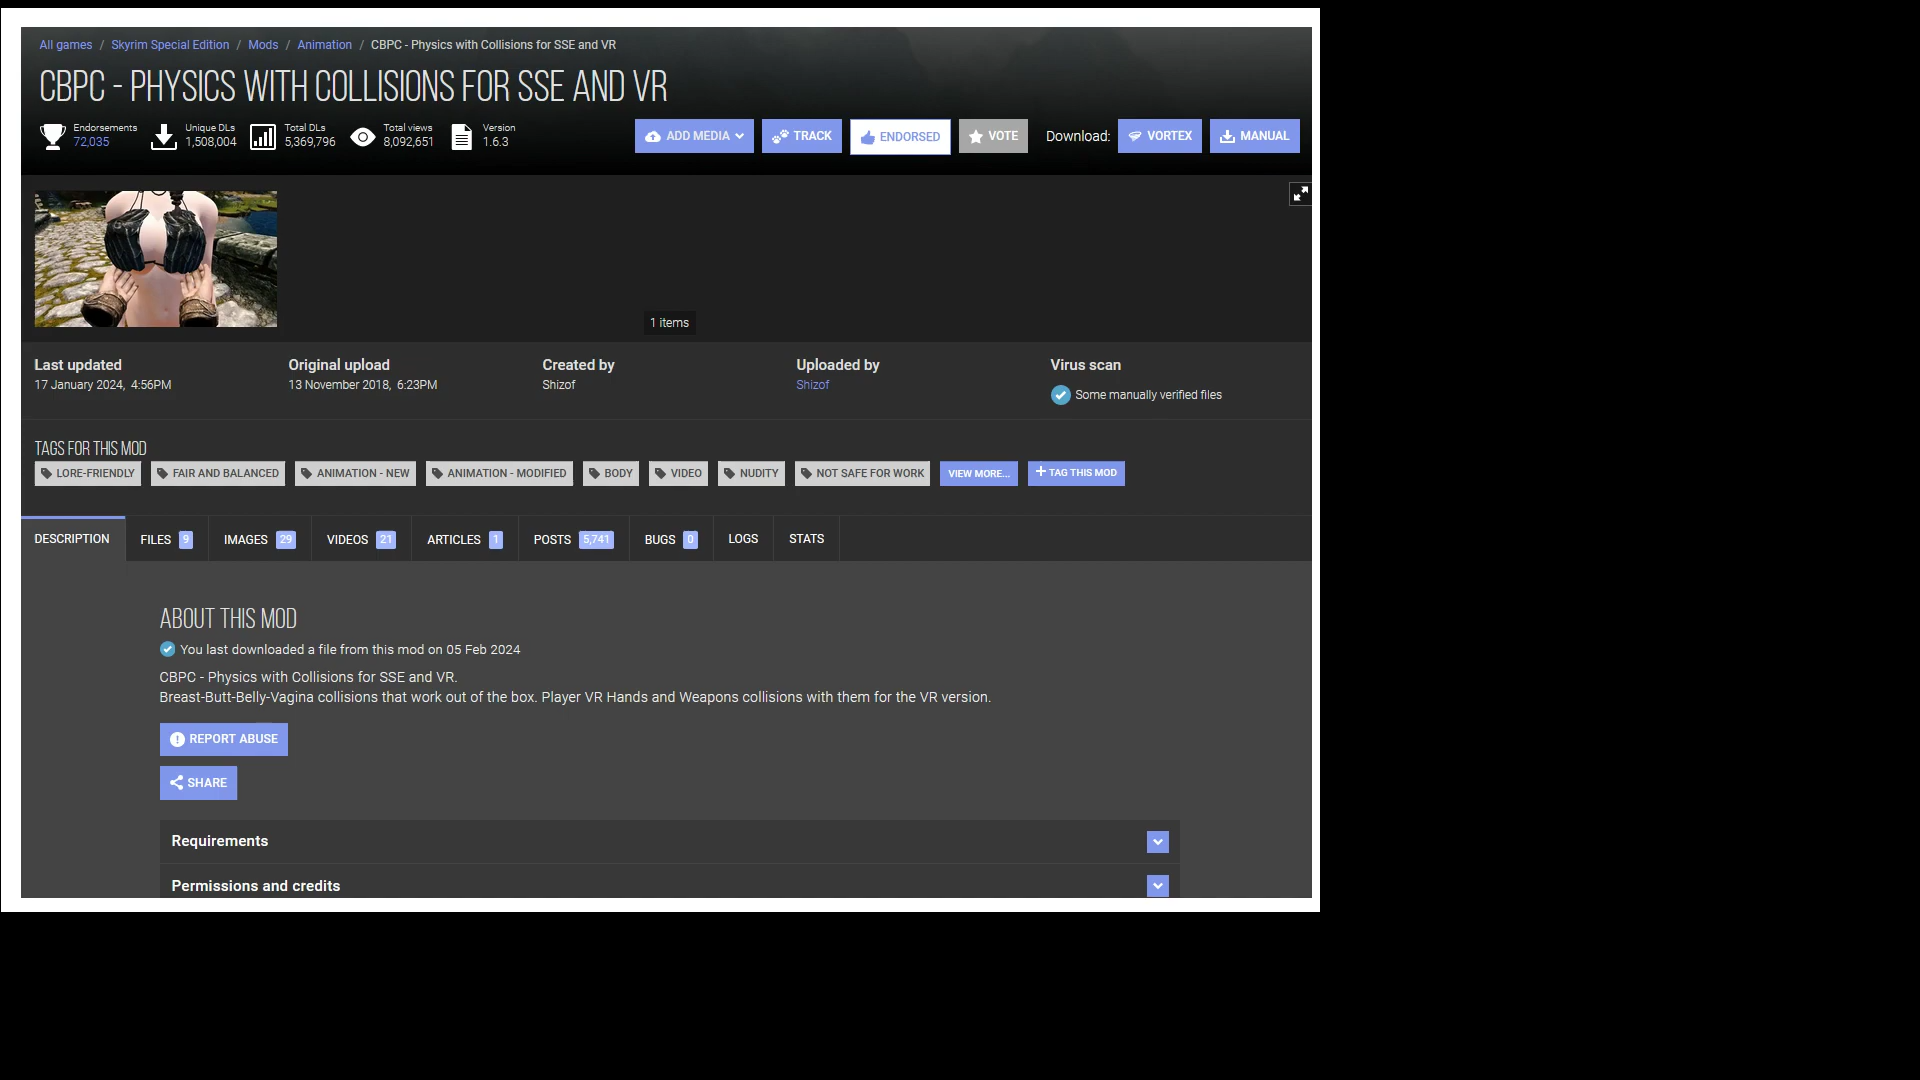 All games / Skyrim Special Edition / Mods / Animation / CBPC - Physics with Collisions for SSE and VR
CBPC - PHYSICS WITH COLLISIONS FOR SSE AND VR
Endorsements
72,035
Unique DLs
1,508,004
Total DLs
5,369,796
Total views
8,092,651
Version
1.6.3
ADD MEDIA
TRACK
ENDORSED
VOTE
Download:
VORTEX
MANUAL
1 items
Last updated
17 January 2024, 4:56PM
Original upload
13 November 2018, 6:23PM
Created by
Shizof
Uploaded by
Shizof
Virus scan
Some manually verified files
TAGS FOR THIS MOD
LORE-FRIENDLY
FAIR AND BALANCED
ANIMATION - NEW
ANIMATION - MODIFIED
BODY
VIDEO
NUDITY
NOT SAFE FOR WORK
VIEW MORE...
TAG THIS MOD
DESCRIPTION
FILES 9
IMAGES 29
VIDEOS 21
ARTICLES 1
POSTS 5,741
BUGS 0
LOGS
STATS
ABOUT THIS MOD
You last downloaded a file from this mod on 05 Feb 2024
CBPC - Physics with Collisions for SSE and VR.
Breast-Butt-Belly-Vagina collisions that work out of the box. Player VR Hands and Weapons collisions with them for the VR version.
REPORT ABUSE
SHARE
Requirements
Permissions and credits